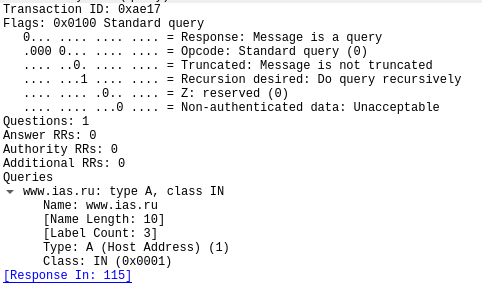 Transaction ID: 0xae17
Flags: 0x0100 Standard query
0... .... .... .... = Response: Message is a query
.000 0... .... .... = Opcode: Standard query (0)
.... ..0. .... .... = Truncated: Message is not truncated
.... ...1 .... .... = Recursion desired: Do query recursively
.... .... .0.. .... = Z: reserved (0)
.... .... ...0 .... = Non-authenticated data: Unacceptable
Questions: 1
Answer RRs: 0
Authority RRs: 0
Additional RRs: 0
Queries
www.ias.ru: type A, class IN
Name: www.ias.ru
[Name Length: 10]
[Label Count: 3]
Type: A (Host Address) (1)
Class: IN (0x0001)
[Response In: 115]